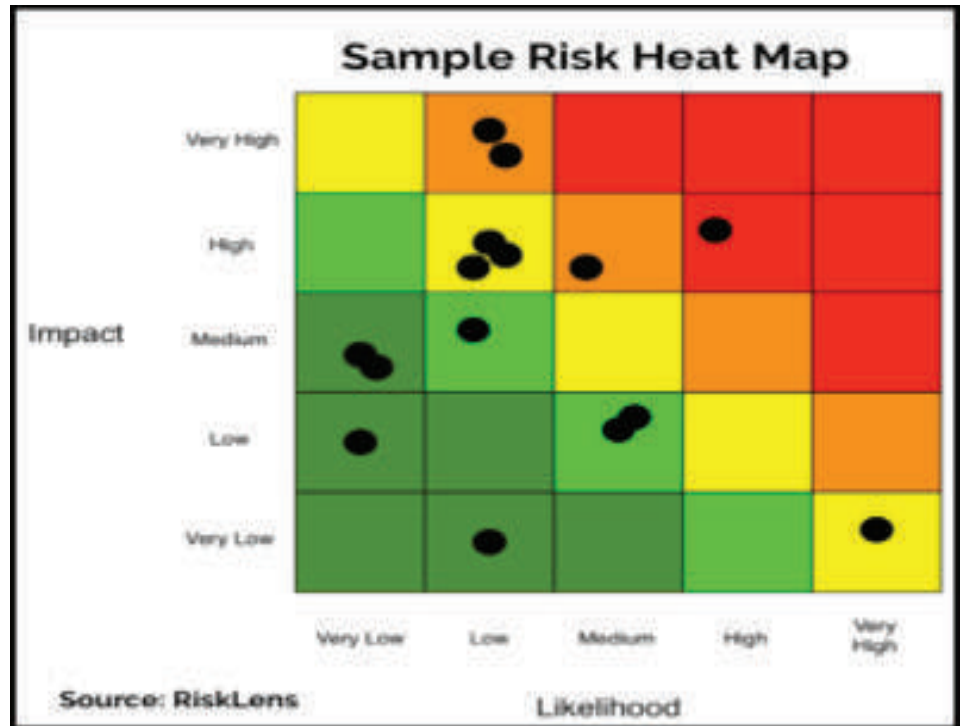 Sample Risk Heat Map
Very High
High
Impact
Medium
Low
Very Low
Very Low
Low
Medium
High
Very
High
Source: RiskLens
Likelihood